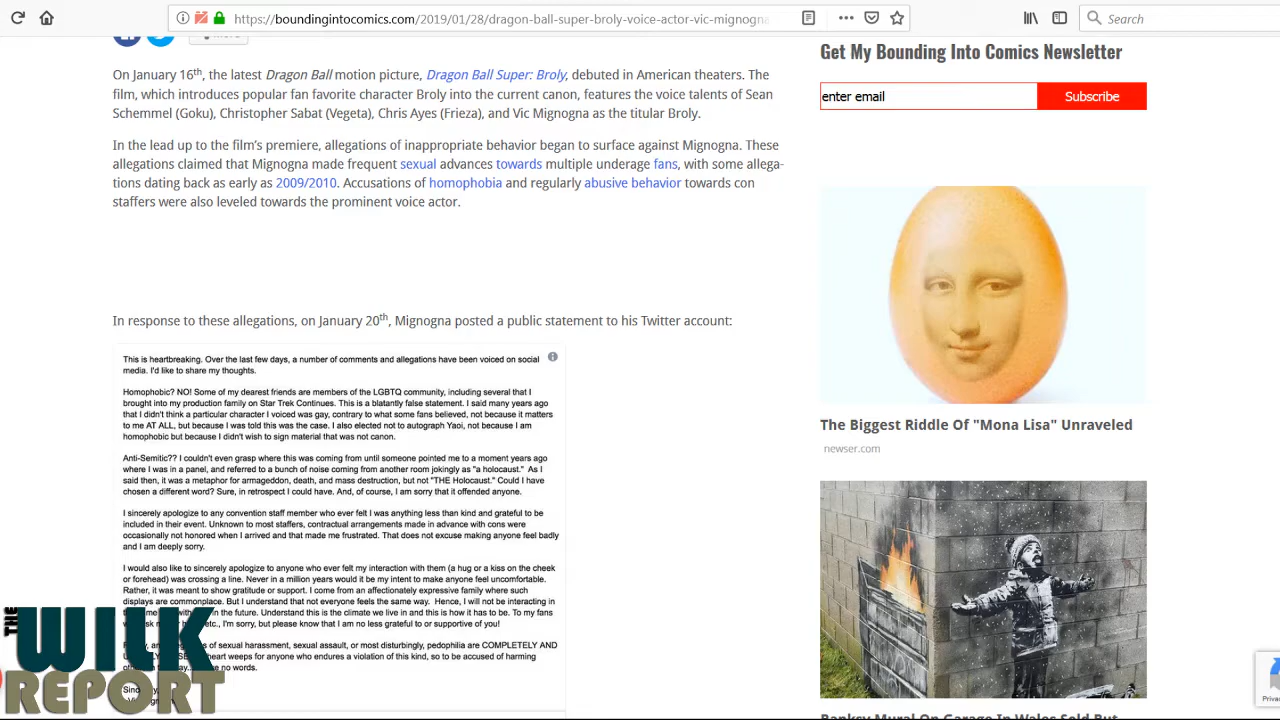 https://boundingintocomics.com/2019/01/28/dragon-ball-super-broly-voice-actor-vic-mignogna
Search
On January 16th, the latest Dragon Ball motion picture, Dragon Ball Super: Broly, debuted in American theaters. The
film, which introduces popular fan favorite character Broly into the current canon, features the voice talents of Sean
Schemmel (Goku), Christopher Sabat (Vegeta), Chris Ayes (Frieza), and Vic Mignogna as the titular Broly.
In the lead up to the film's premiere, allegations of inappropriate behavior began to surface against Mignogna. These
allegations claimed that Mignogna made frequent sexual advances towards multiple underage fans, with some allega-
tions dating back as early as 2009/2010. Accusations of homophobia and regularly abusive behavior towards con
staffers were also leveled towards the prominent voice actor.
In response to these allegations, on January 20th, Mignogna posted a public statement to his Twitter account:
This is heartbreaking. Over the last few days, a number of comments and allegations have been voiced on social
media. I'd like to share my thoughts.
Homophobic? NO! Some of my dearest friends are members of the LGBTQ community, including several that I
brought into my production family on Star Trek Continues. This is a blatantly false statement. I said many years ago
that I didn't think a particular character I voiced was gay, contrary to what some fans believed, not because it matters
to me AT ALL, but because I was told this was the case. I also elected not to autograph Yaoi, not because I am
homophobic but because I didn't wish to sign material that was not canon.
Anti-Semitic?? I couldn't even grasp where this was coming from until someone pointed me to a moment years ago
where I was in a panel, and referred to a bunch of noise coming from another room jokingly as "a holocaust." As I
said then, it was a metaphor for armageddon, death, and mass destruction, but not "THE Holocaust." Could I have
chosen a different word? Sure, in retrospect I could have. And, of course, I am sorry that it offended anyone.
I sincerely apologize to any convention staff member who ever felt I was anything less than kind and grateful to be
included in their event. Unknown to most staffers, contractual arrangements made in advance with cons were
occasionally not honored when I arrived and that made me frustrated. That does not excuse making anyone feel badly
and I am deeply sorry.
I would also like to sincerely apologize to anyone who ever felt my interaction with them (a hug or a kiss on the cheek
or forehead) was crossing a line. Never in a million years would it be my intent to make anyone feel uncomfortable.
Rather, it was meant to show gratitude or support. I come from an affectionately expressive family where such
displays are commonplace. But I understand that not everyone feels the same way. Hence, I will not be interacting in
in the future. Understand this is the climate we live in and this is how it has to be. To my fans
etc., I'm sorry, but please know that I am no less grateful to or supportive of you!
of sexual harassment, sexual assault, or most disturbingly, pedophilia are COMPLETELY AND
heart weeps for anyone who endures a violation of this kind, so to be accused of harming
no words.
THE
WILK
REPORT
Get My Bounding Into Comics Newsletter
enter email
Subscribe
The Biggest Riddle Of "Mona Lisa" Unraveled
newser.com
Banksy Mural On Garage In Wales Sold But